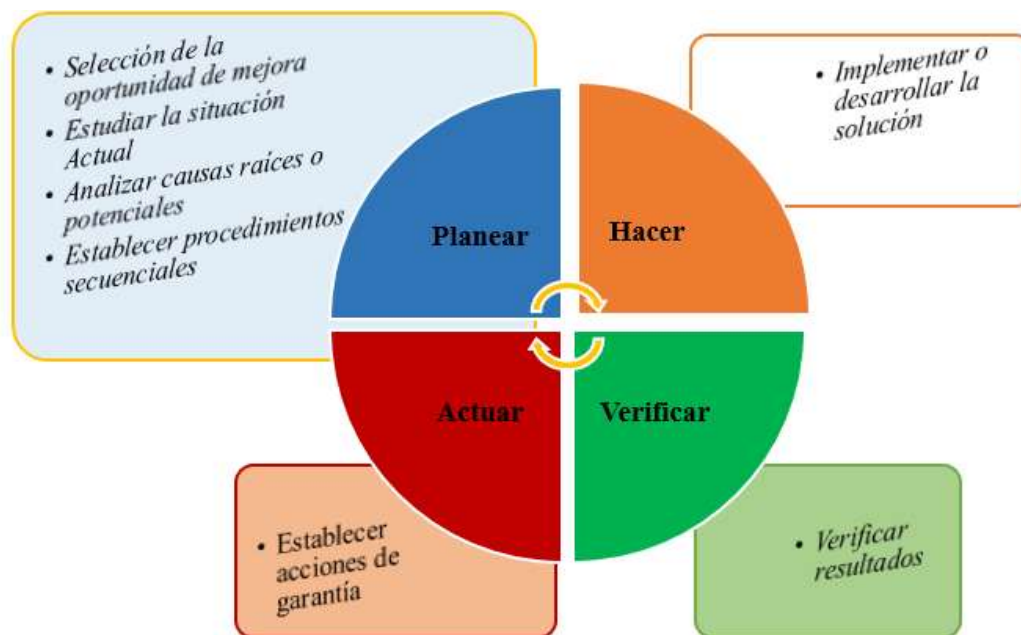 • Selección de la
oportunidad de mejora
• Estudiar la situación
Actual
• Analizar causas raíces o
potenciales
• Establecer procedimientos
secuenciales
• Implementar o
desarrollar la
solución
Planear
Hacer
Actuar
Verificar
• Establecer
acciones de
garantía
• Verificar
resultados